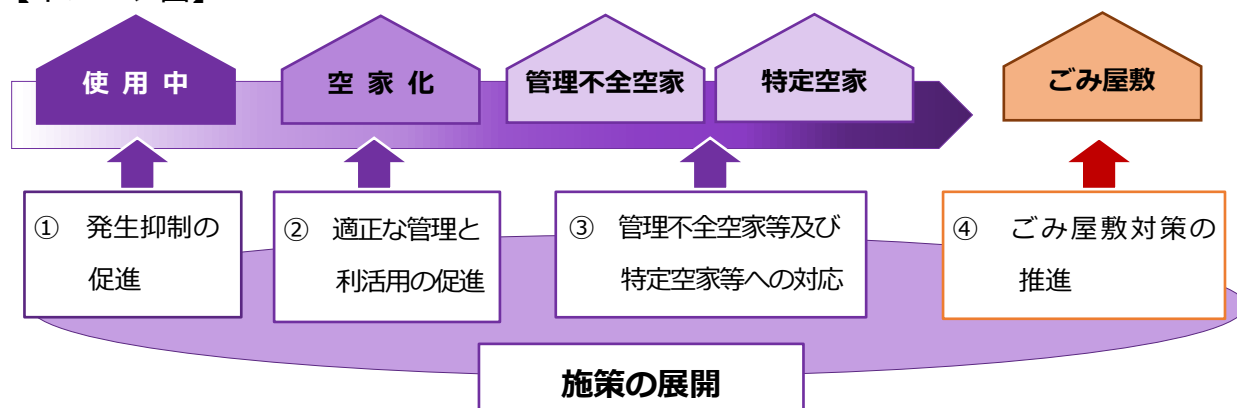 使用中
空家化
管理不全空家
特定空家
ごみ屋敷
① 発生抑制の
促進
② 適正な管理と
利活用の促進
③ 管理不全空家等及び
特定空家等への対応
④ ごみ屋敷対策の
推進
施策の展開